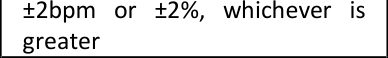 ±2bpm or ±2%, whichever is
greater